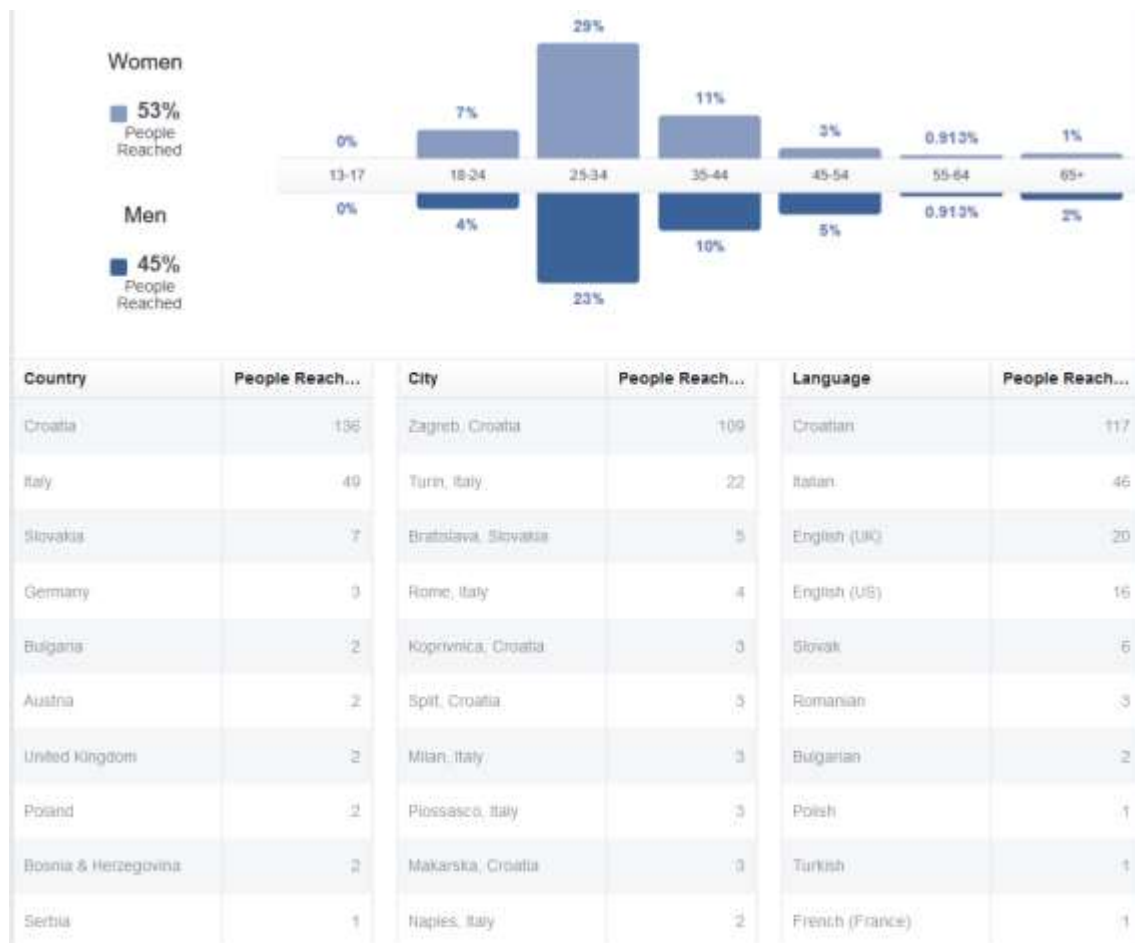 29%
Women
53%
People
Reached
7%
11%
0%
3%
0.913%
1%
13-17 18-24 25-34 35-44 45-54 55-64 65+
Men
0%
4%
10%
5%
0.913%
2%
45%
People
Reached
23%
Country People Reach... City People Reach... Language People Reach...
Croatia 136 Zagreb, Croatia 109 Croatian 117
Italy 49 Turin, Italy 22 Italian 46
Slovakia 7 Bratislava, Slovakia 5 English (UK) 20
Germany 3 Rome, Italy 4 English (US) 16
Bulgaria 2 Koprivnica, Croatia 3 Slovak 6
Austria 2 Split, Croatia 3 Romanian 3
United Kingdom 2 Milan, Italy 3 Bulgarian 2
Poland 2 Piossasco, Italy 3 Polish 1
Bosnia & Herzegovina 2 Makarska, Croatia 3 Turkish 1
Serbia 1 Naples, Italy 2 French (France) 1